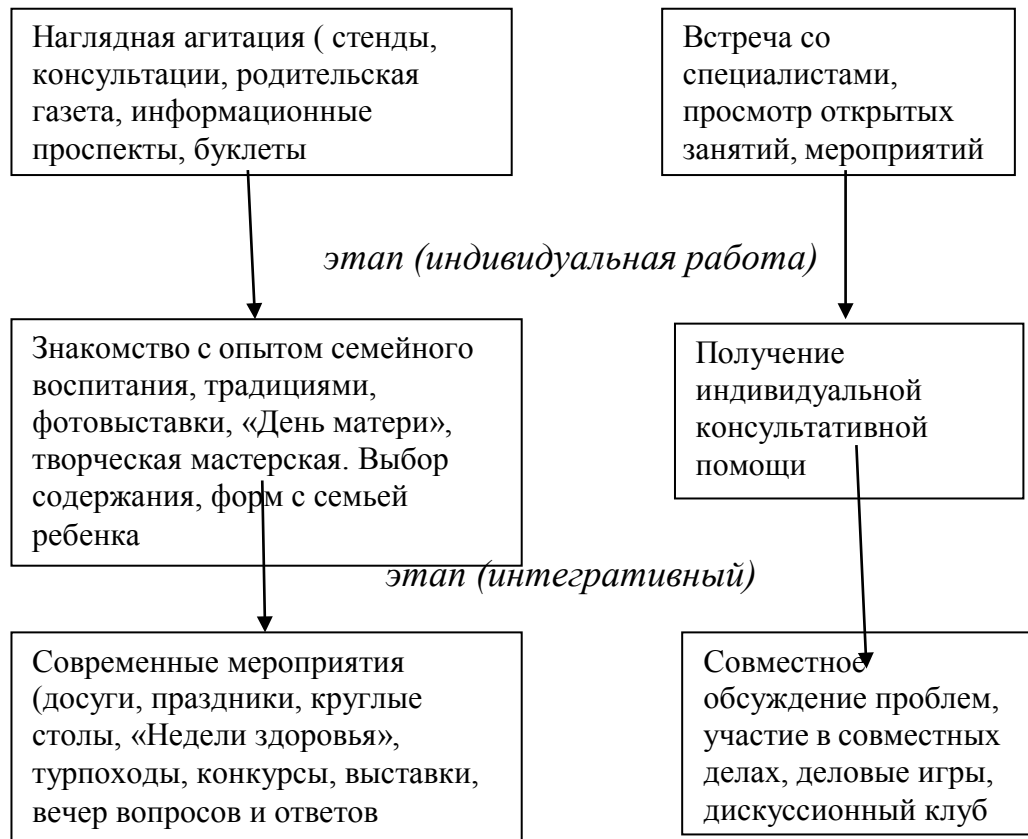 Наглядная агитация ( стенды,
консультации, родительская
газета, информационные
проспекты, буклеты
Встреча со
специалистами,
просмотр открытых
занятий, мероприятий
этап (индивидуальная работа)
Знакомство с опытом семейного
воспитания, традициями,
фотовыставки, «День матери»,
творческая мастерская. Выбор
содержания, форм с семьей
ребенка
Получение
индивидуальной
консультативной
помощи
этап (интегративный)
Современные мероприятия
(досуги, праздники, круглые
столы, «Недели здоровья»,
турпоходы, конкурсы, выставки,
вечер вопросов и ответов
Совместное
обсуждение проблем,
участие в совместных
делах, деловые игры,
дискуссионный клуб